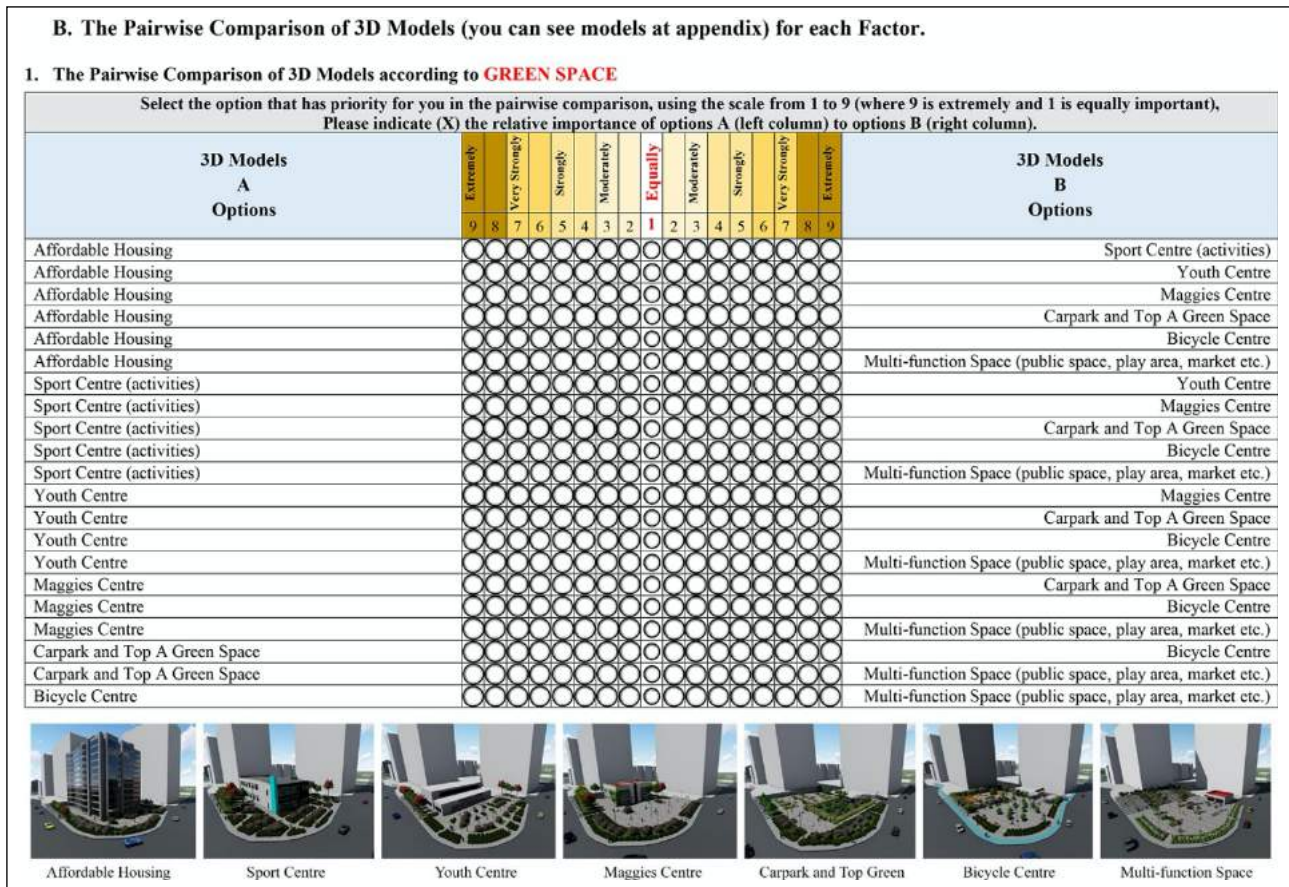 B. The Pairwise Comparison of 3D Models (you can see models at appendix) for each Factor.
1. The Pairwise Comparison of 3D Models according to GREEN SPACE
Select the option that has priority for you in the pairwise comparison, using the scale from 1 to 9 (where 9 is extremely and 1 is equally important),
Please indicate (X) the relative importance of options A (left column) to options B (right column).
3D Models
A
Options
Extremely
Very Strongly
Strongly
Moderately
Equally
Moderately
Strongly
Very Strongly
Extremely
9 8 7 6 5 4 3 2 1 2 3 4 5 6 7 8 9
3D Models
B
Options
Affordable Housing Sport Centre (activities)
Affordable Housing Youth Centre
Affordable Housing Maggies Centre
Affordable Housing Carpark and Top A Green Space
Affordable Housing Bicycle Centre
Affordable Housing Multi-function Space (public space, play area, market etc.)
Sport Centre (activities) Youth Centre
Sport Centre (activities) Maggies Centre
Sport Centre (activities) Carpark and Top A Green Space
Sport Centre (activities) Bicycle Centre
Sport Centre (activities) Multi-function Space (public space, play area, market etc.)
Youth Centre Maggies Centre
Youth Centre Carpark and Top A Green Space
Youth Centre Bicycle Centre
Youth Centre Multi-function Space (public space, play area, market etc.)
Maggies Centre Carpark and Top A Green Space
Maggies Centre Bicycle Centre
Maggies Centre Multi-function Space (public space, play area, market etc.)
Carpark and Top A Green Space Bicycle Centre
Carpark and Top A Green Space Multi-function Space (public space, play area, market etc.)
Bicycle Centre Multi-function Space (public space, play area, market etc.)
Affordable Housing Sport Centre Youth Centre Maggies Centre Carpark and Top Green Bicycle Centre Multi-function Space